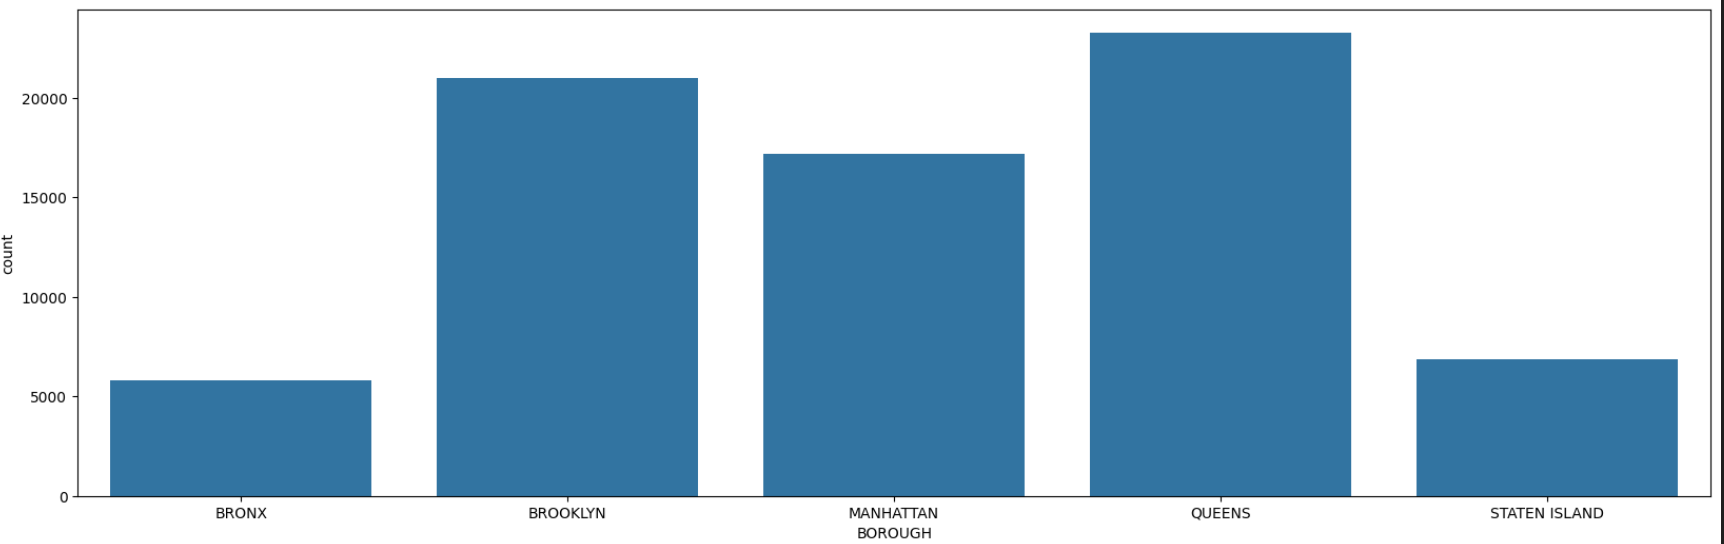 20000
15000
10000
5000
0
count
BRONX BROOKLYN MANHATTAN QUEENS STATEN ISLAND
BOROUGH